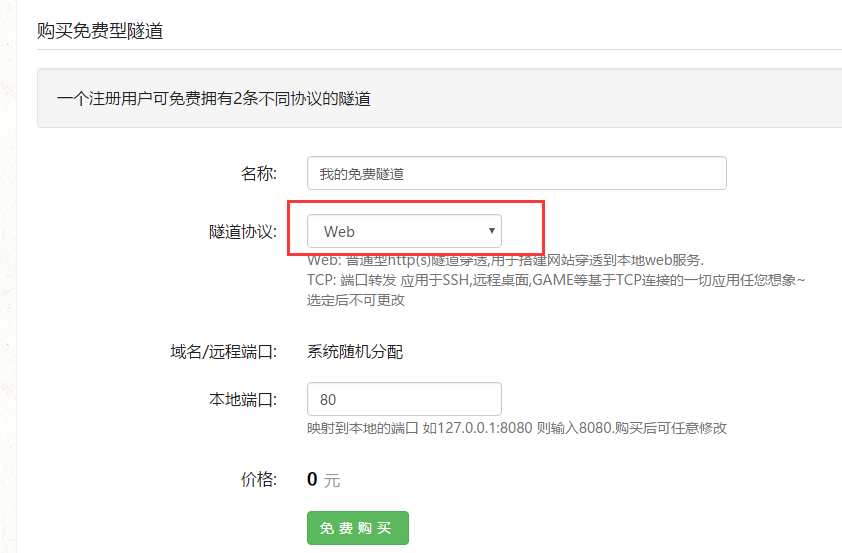 购买免费型隧道
一个注册用户可免费拥有2条不同协议的隧道
名称: 我的免费隧道
隧道协议: Web
Web: 普通型http(s)隧道穿透,用于搭建网站穿透到本地web服务.
TCP: 端口转发 应用于SSH,远程桌面,GAME等基于TCP连接的一切应用任您想象~
选定后不可更改
域名/远程端口: 系统随机分配
本地端口: 80
映射到本地的端口 如127.0.0.1:8080 则输入8080.购买后可任意修改
价格: 0 元
免费购买